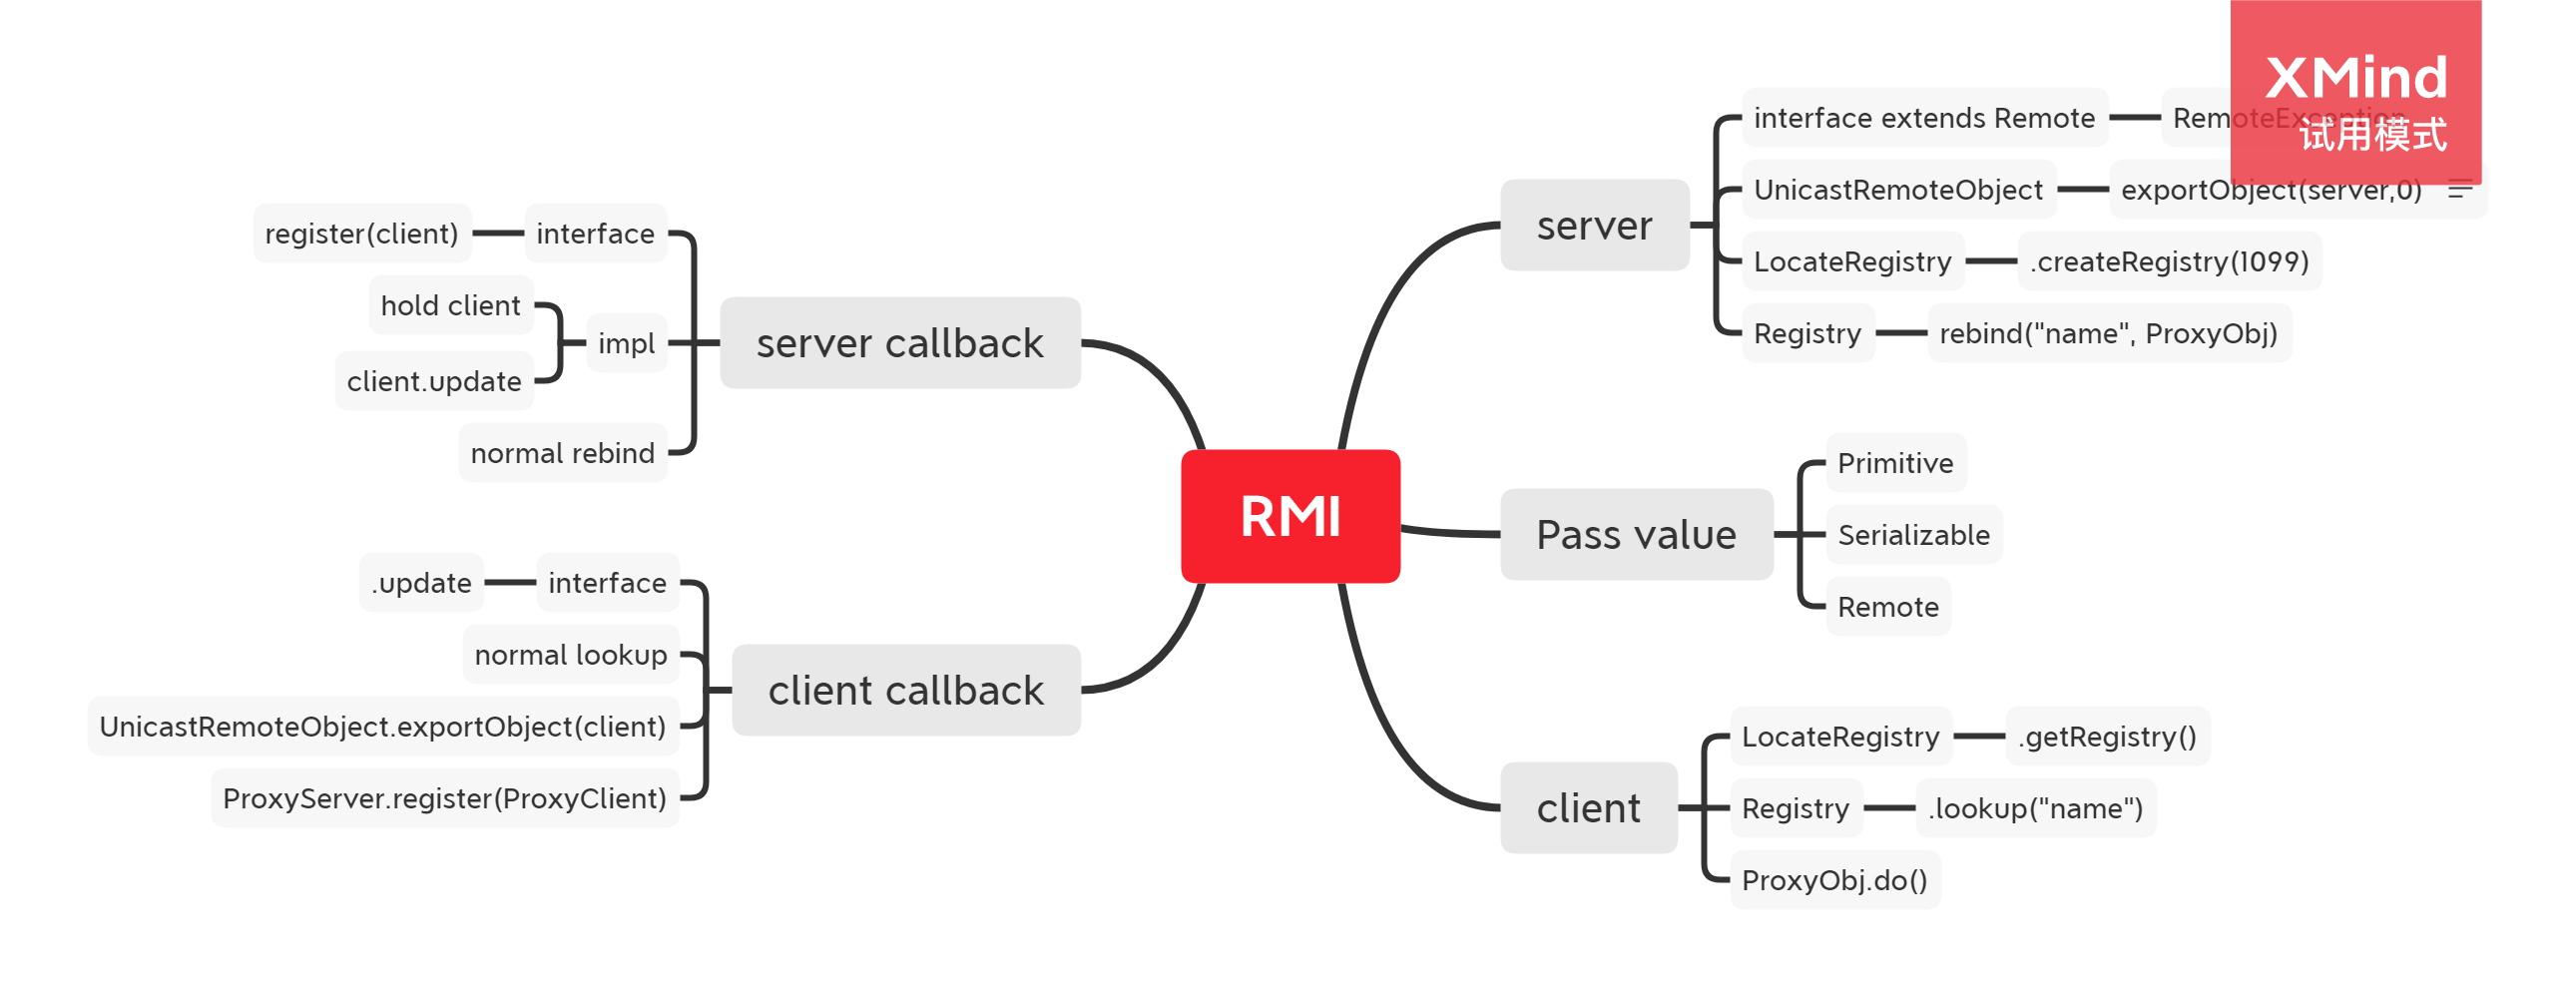 XMind
试用模式
RMI
server
interface extends Remote
RemoteException
UnicastRemoteObject
exportObject(server,0)
LocateRegistry
.createRegistry(1099)
Registry
rebind("name", ProxyObj)
Pass value
Primitive
Serializable
Remote
client
LocateRegistry
.getRegistry()
Registry
.lookup("name")
ProxyObj.do()
server callback
interface
register(client)
impl
hold client
client.update
normal rebind
client callback
interface
.update
normal lookup
UnicastRemoteObject.exportObject(client)
ProxyServer.register(ProxyClient)